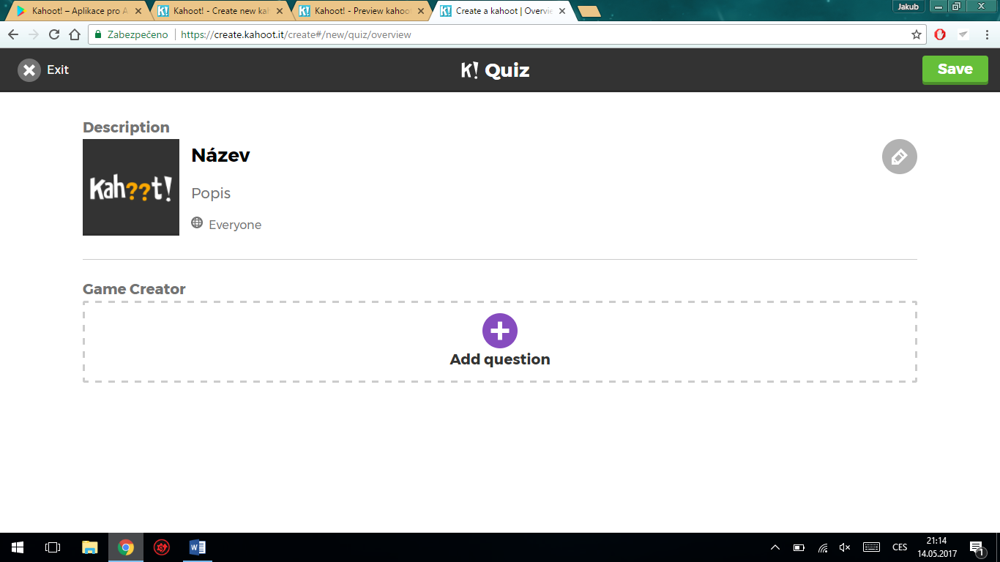 Kahoot! – Aplikace pro A
Kahoot! - Create new kah
Kahoot! - Preview kahoot
Create a kahoot | Overvie
Jakub
Zabezpečeno
https://create.kahoot.it/create#/new/quiz/overview
Exit
K! Quiz
Save
Description
Kah??t!
Název
Popis
Everyone
Game Creator
Add question
CES
21:14
14.05.2017
1